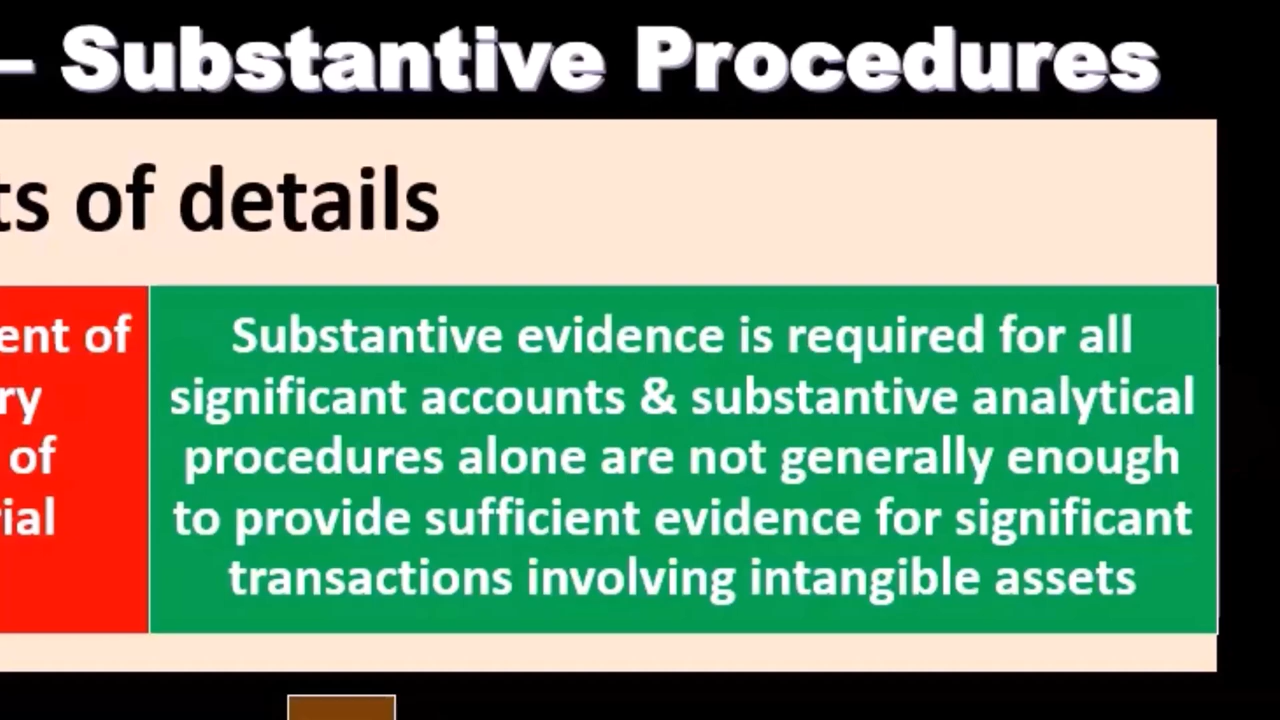 – Substantive Procedures
ts of details
ent of
ry
of
rial
Substantive evidence is required for all
significant accounts & substantive analytical
procedures alone are not generally enough
to provide sufficient evidence for significant
transactions involving intangible assets